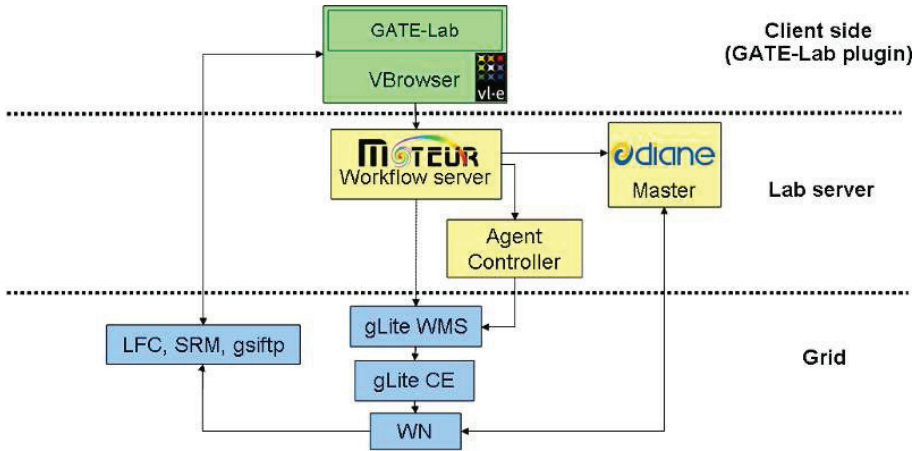 GATE-Lab
VBrowser
vl·e
Client side
(GATE-Lab plugin)
MOTEUR
Workflow server
diane
Master
Agent
Controller
Lab server
gLite WMS
LFC, SRM, gsiftp
gLite CE
WN
Grid